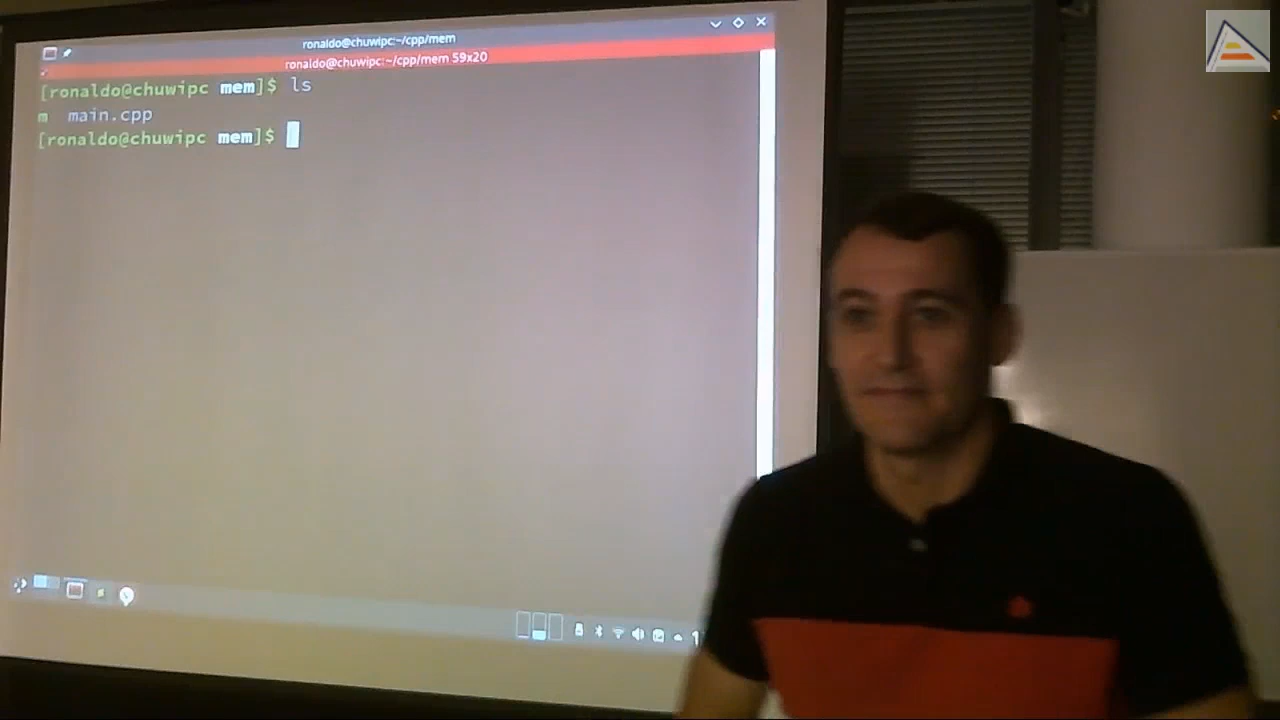 ronaldo@chuwipc:~/cpp/mem
ronaldo@chuwipc:~/cpp/mem 59x20
[ronaldo@chuwipc mem]$ ls
m main.cpp
[ronaldo@chuwipc mem]$